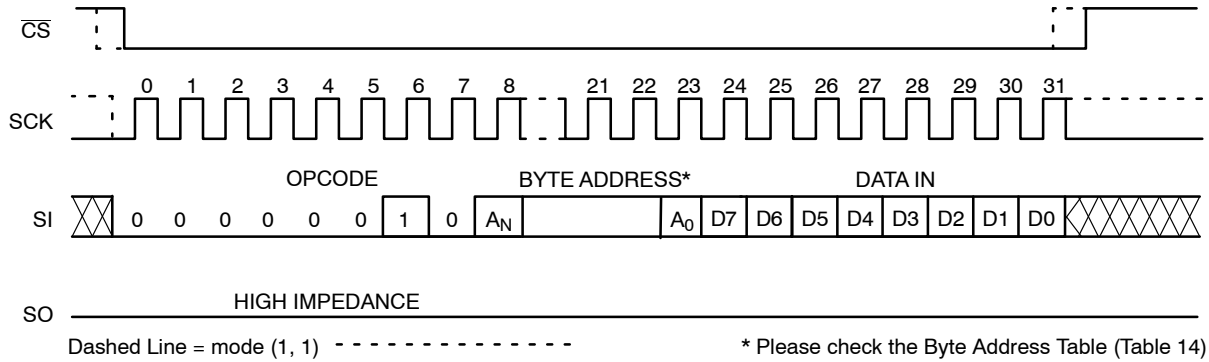 CS
0 1 2 3 4 5 6 7 8 21 22 23 24 25 26 27 28 29 30 31
SCK
OPCODE BYTE ADDRESS* DATA IN
SI 0 0 0 0 0 0 1 0 AN A0 D7 D6 D5 D4 D3 D2 D1 D0
HIGH IMPEDANCE
SO
Dashed Line = mode (1, 1) * Please check the Byte Address Table (Table 14)